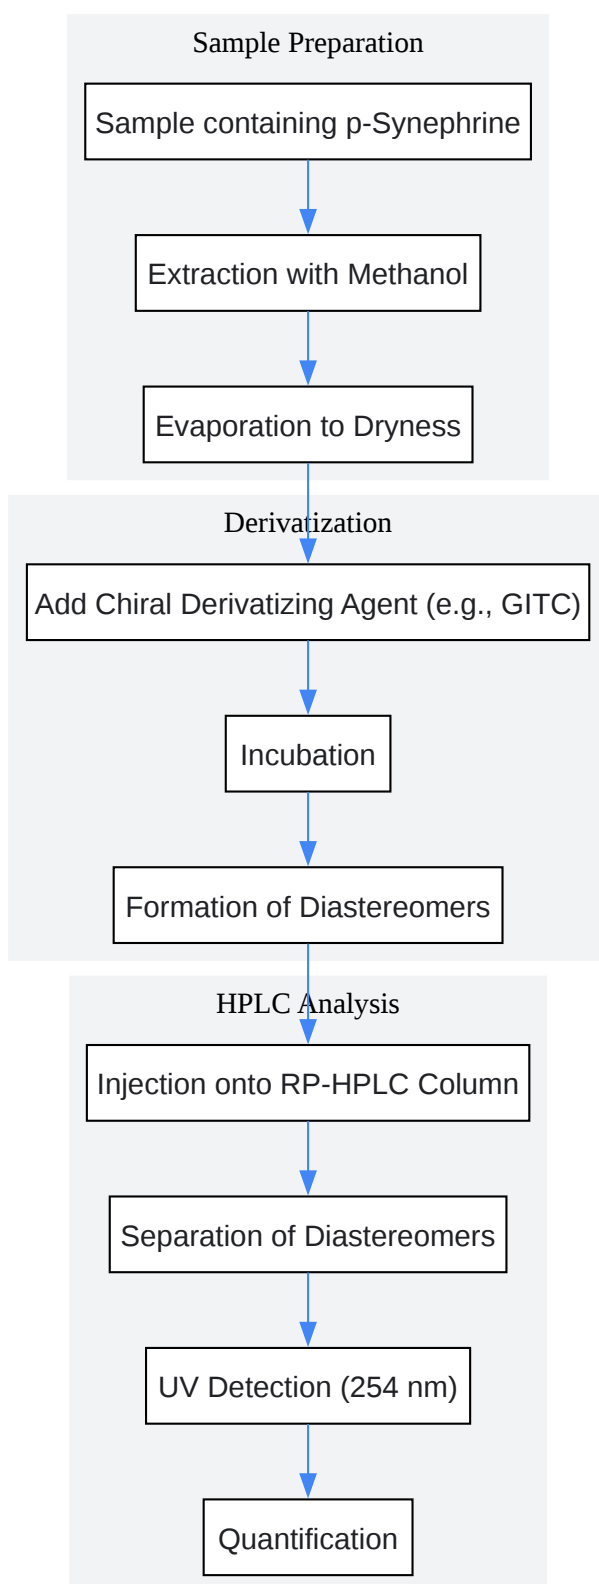 Sample Preparation
Sample containing p-Synephrine
Extraction with Methanol
Evaporation to Dryness
Derivatization
Add Chiral Derivatizing Agent (e.g., GITC)
Incubation
Formation of Diastereomers
HPLC Analysis
Injection onto RP-HPLC Column
Separation of Diastereomers
UV Detection (254 nm)
Quantification